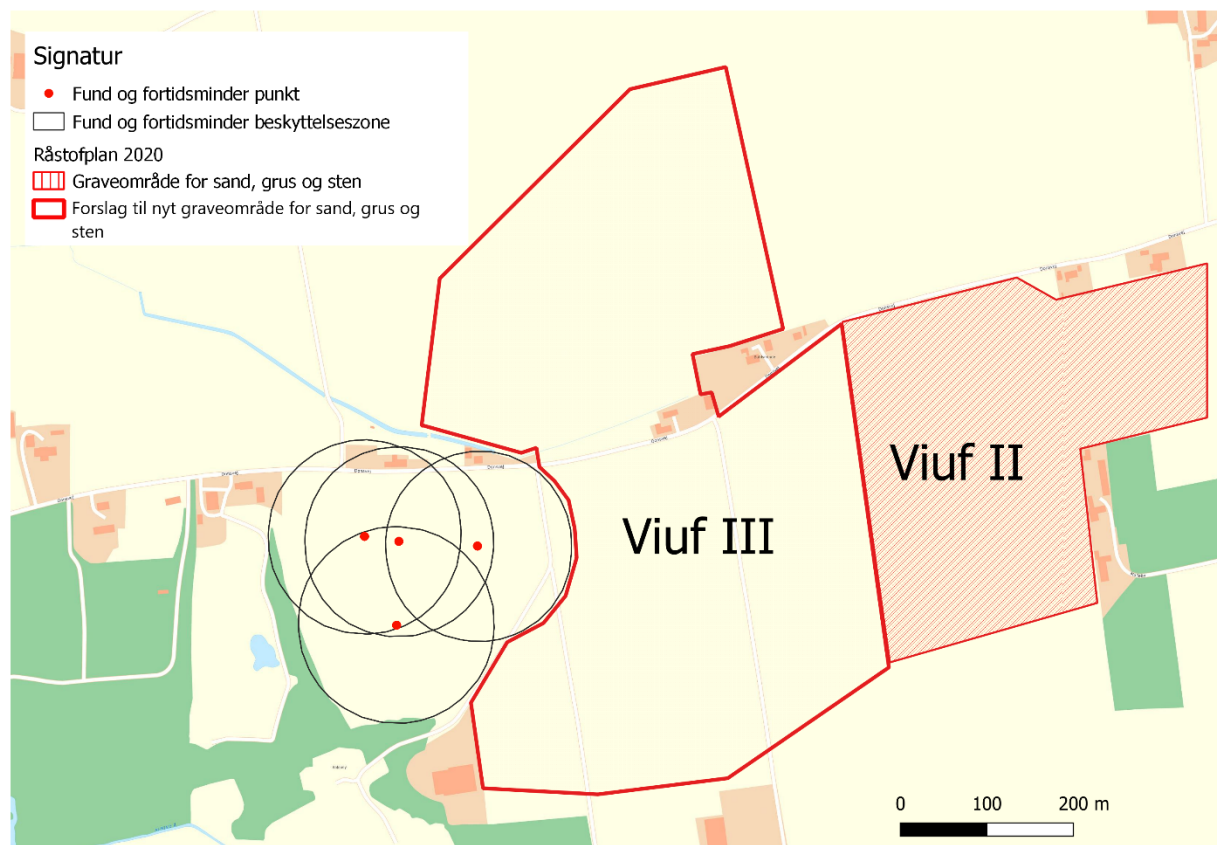 Signatur
Fund og fortidsminder punkt
Fund og fortidsminder beskyttelseszone
Råstofplan 2020
Graveområde for sand, grus og sten
Forslag til nyt graveområde for sand, grus og
sten
Viuf II
Viuf III
0 100 200 m